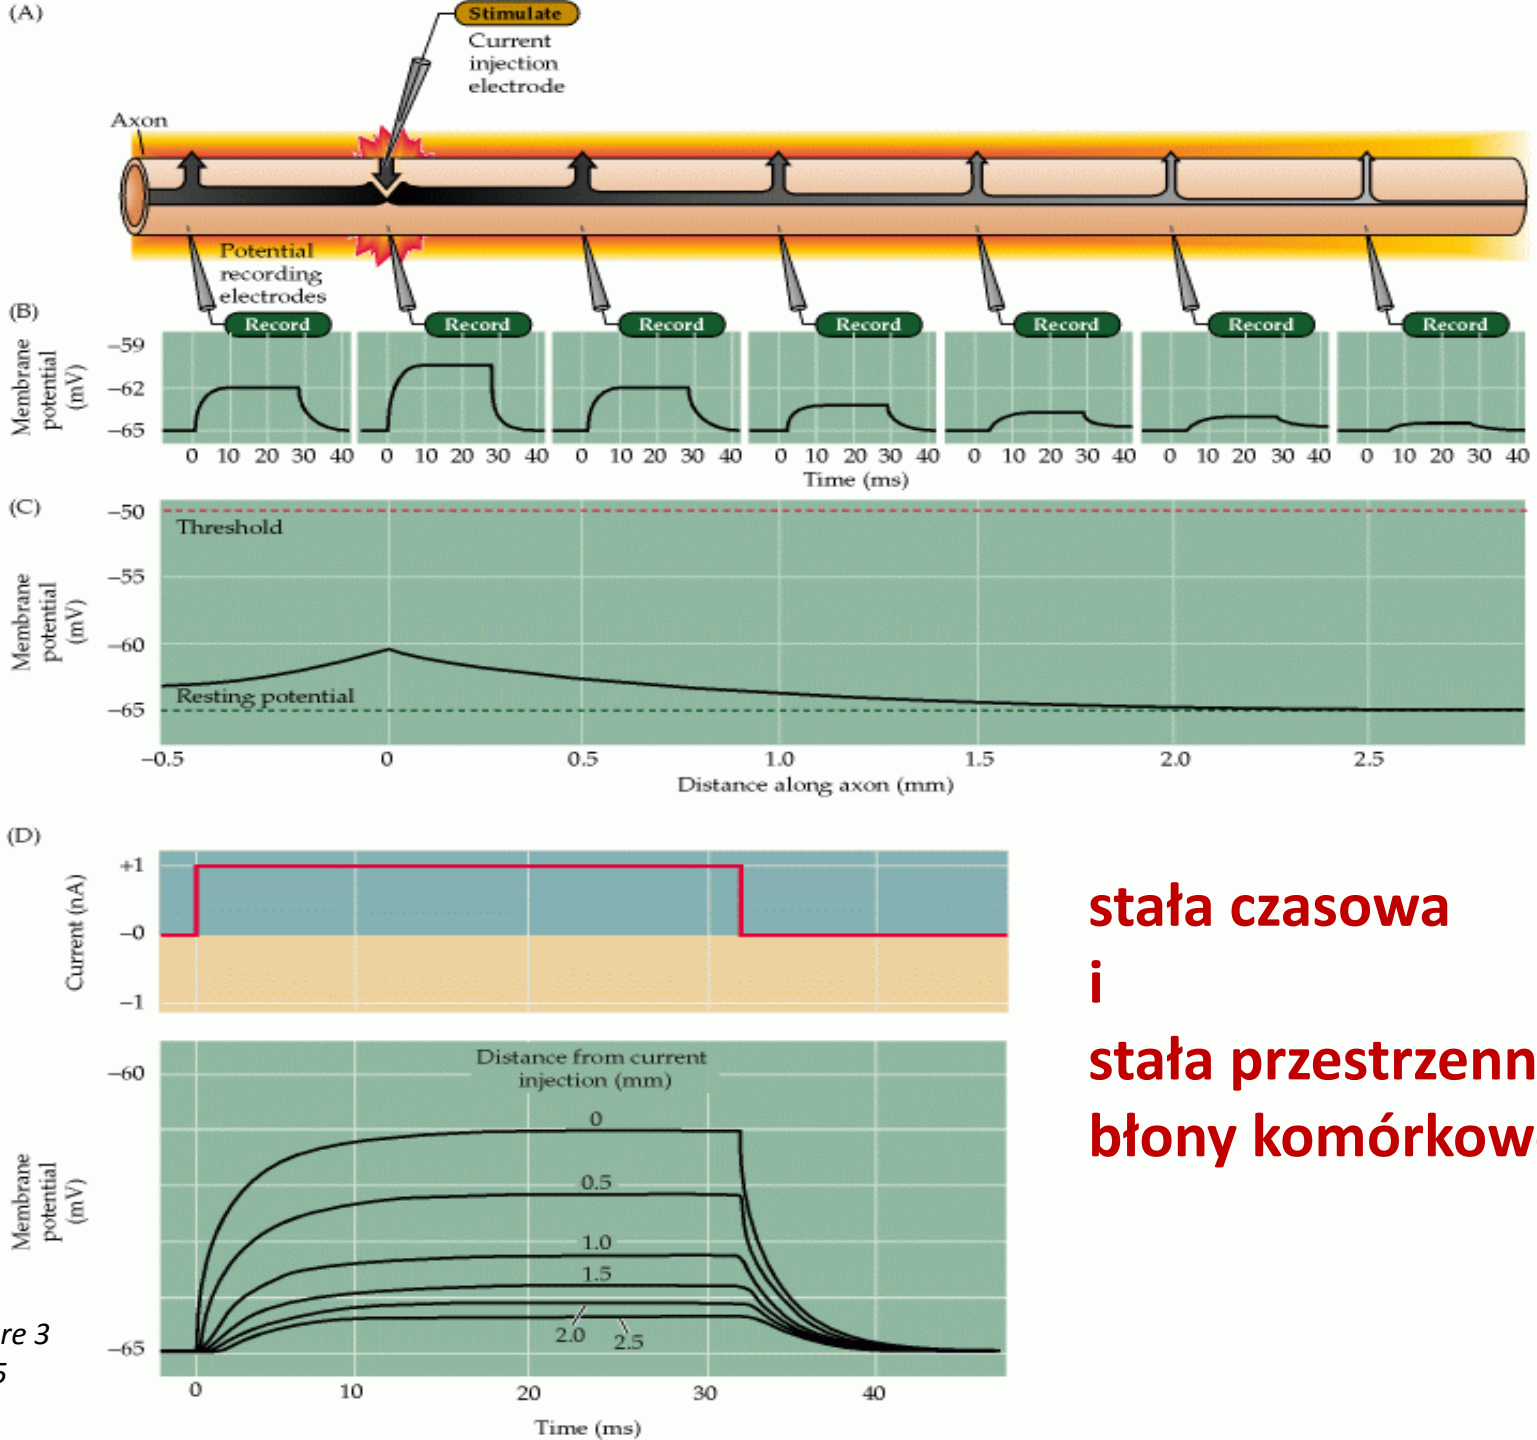 (A)
Stimulate
Current
injection
electrode
Axon
Potential
recording
electrodes
(B)
Record Record Record Record Record Record Record
Membrane
potential
(mV)
–59
–62
–65
0 10 20 30 40 0 10 20 30 40 0 10 20 30 40 0 10 20 30 40 0 10 20 30 40 0 10 20 30 40 0 10 20 30 40
Time (ms)
(C)
Membrane
potential
(mV)
–50
Threshold
–55
–60
Resting potential
–65
–0.5 0 0.5 1.0 1.5 2.0 2.5
Distance along axon (mm)
(D)
Current (nA)
+1
–0
–1
stała czasowa
i
stała przestrzenn
błony komórkow
Distance from current
injection (mm)
Membrane
potential
(mV)
–60
0
0.5
1.0
1.5
2.0
2.5
–65
0 10 20 30 40
Time (ms)
re 3
5